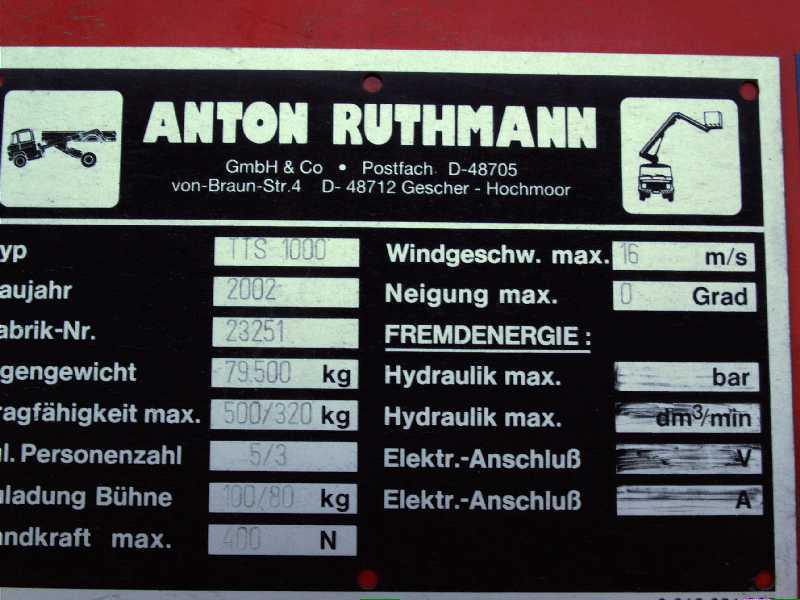 ANTON RUTHMANN
GmbH & Co • Postfach D-48705
von-Braun-Str.4 D- 48712 Gescher - Hochmoor
yp TTS 1000
aujahr 2002
abrik-Nr. 23251
gengewicht 79.500 kg
ragfähigkeit max. 500/320 kg
ul. Personenzahl 5/3
uladung Bühne 100/80 kg
andkraft max. 400 N
Windgeschw. max. 16 m/s
Neigung max. 0 Grad
FREMDENERGIE :
Hydraulik max. bar
Hydraulik max. dm³/min
Elektr.-Anschluß V
Elektr.-Anschluß A